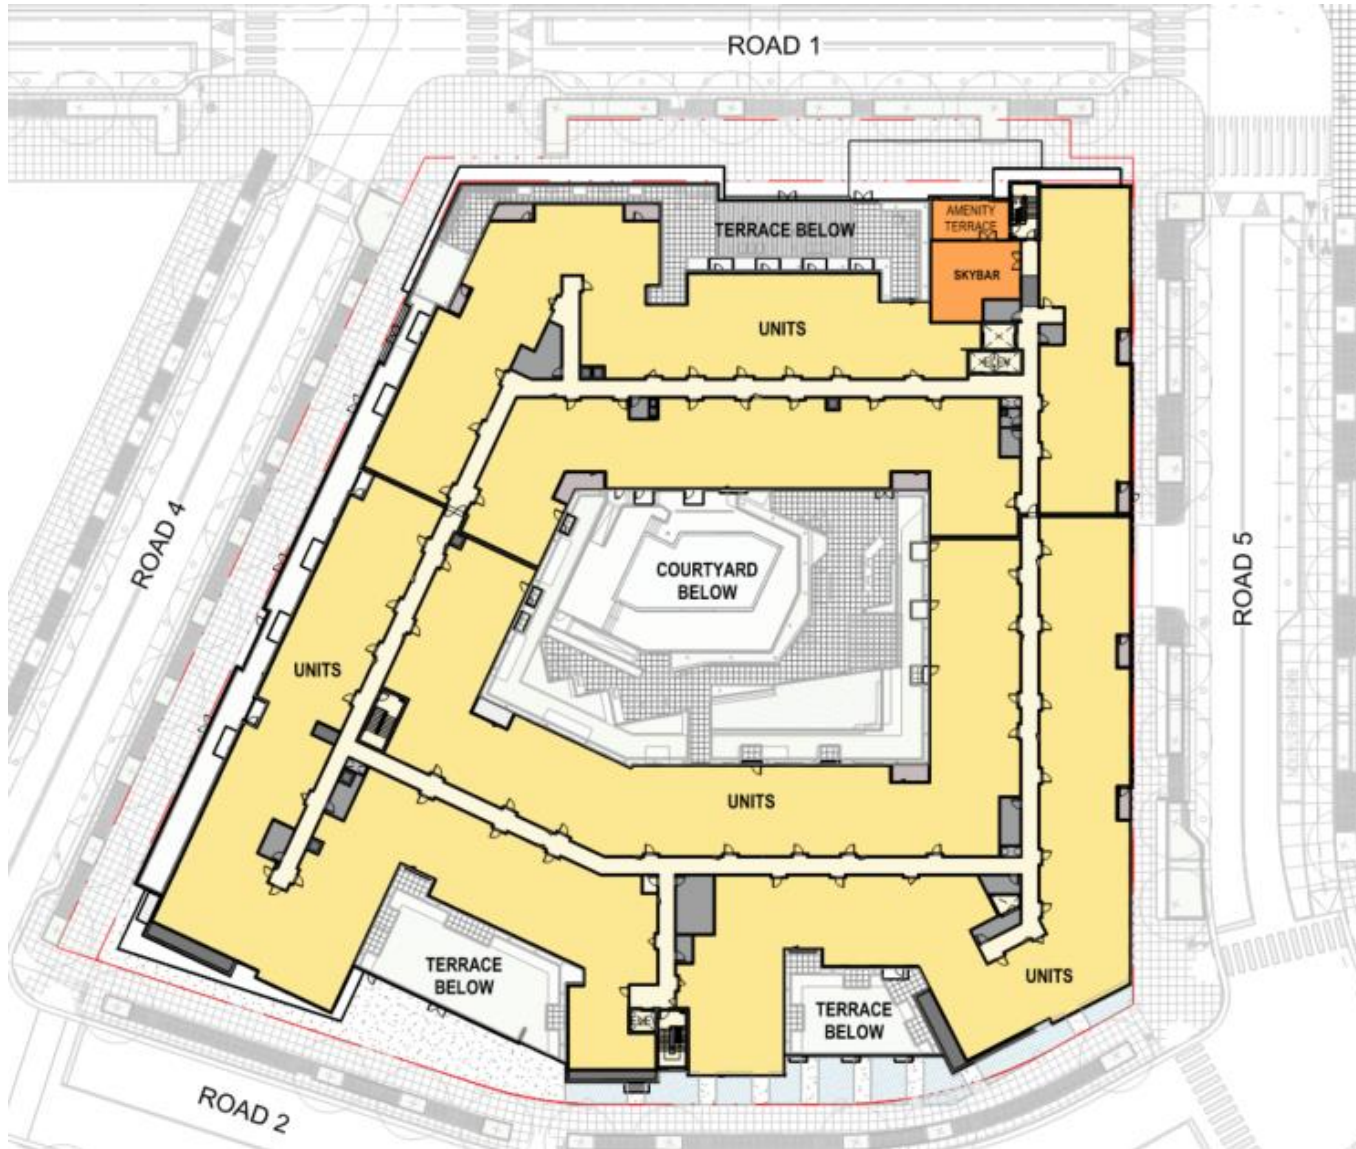 ROAD 1
AMENITY
TERRACE
TERRACE BELOW
SKYBAR
UNITS
ROAD 4
COURTYARD
BELOW
ROAD 5
UNITS
UNITS
TERRACE
BELOW
UNITS
TERRACE
BELOW
ROAD 2